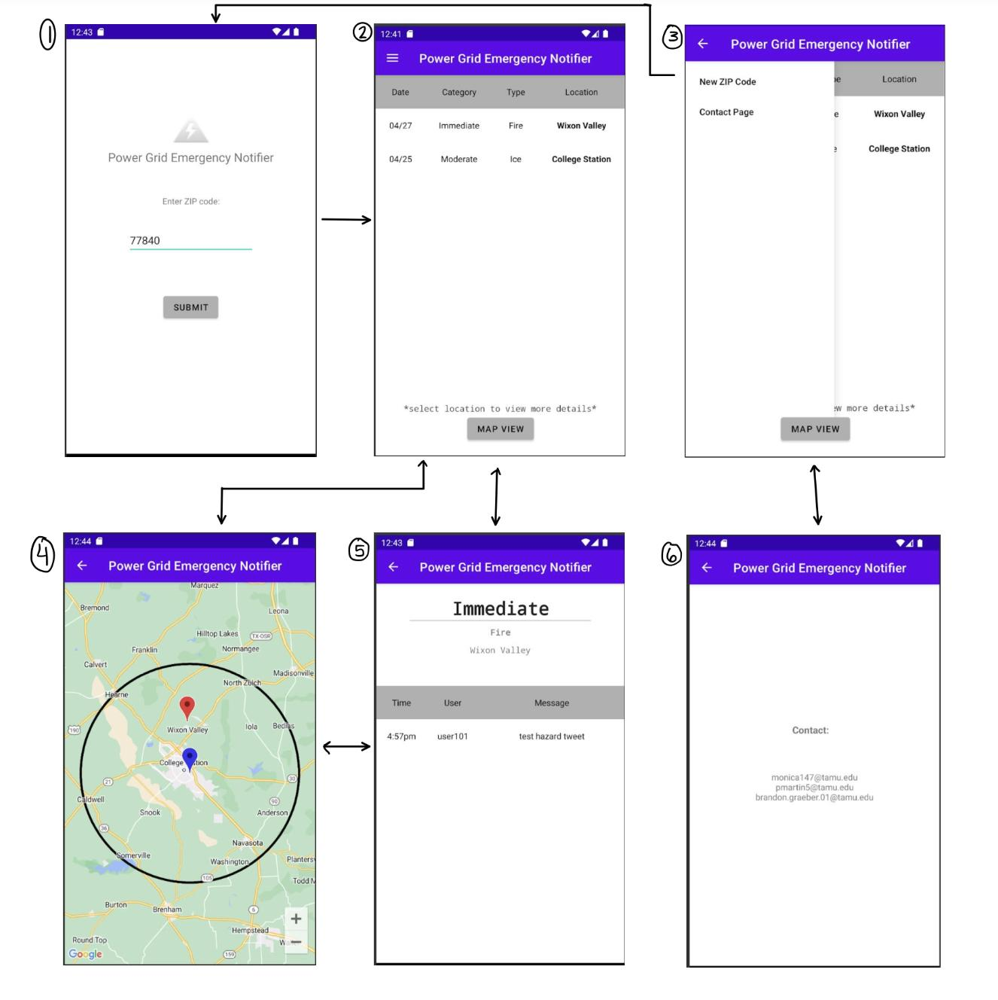 1
12:43
Power Grid Emergency Notifier
Enter ZIP code:
77840
SUBMIT
2
12:41
Power Grid Emergency Notifier
Date Category Type Location
04/27 Immediate Fire Wixon Valley
04/25 Moderate Ice College Station
*select location to view more details*
MAP VIEW
3
Power Grid Emergency Notifier
New ZIP Code
Contact Page
pe Location
e Wixon Valley
e College Station
ew more details*
MAP VIEW
4
12:44
Power Grid Emergency Notifier
Marquez
Bremond
Leona
Hilltop Lakes
TX-OSR
Franklin
Normangee
Calvert
Madisonville
North Zulch
Hearne
190
Wixon Valley
Iola
Bedias
College tion
21
30
Caldwell
90
Snook
Anderson
36
Navasota
Somerville
Washington
Planters
105
Todd M
Burton
Brenham
6
+
Hempstead
Round Top
Wa
−
Google
159
5
12:43
Power Grid Emergency Notifier
Immediate
Fire
Wixon Valley
Time User Message
4:57pm user101 test hazard tweet
6
12:44
Power Grid Emergency Notifier
Contact:
monica147@tamu.edu
pmartin5@tamu.edu
brandon.graeber.01@tamu.edu